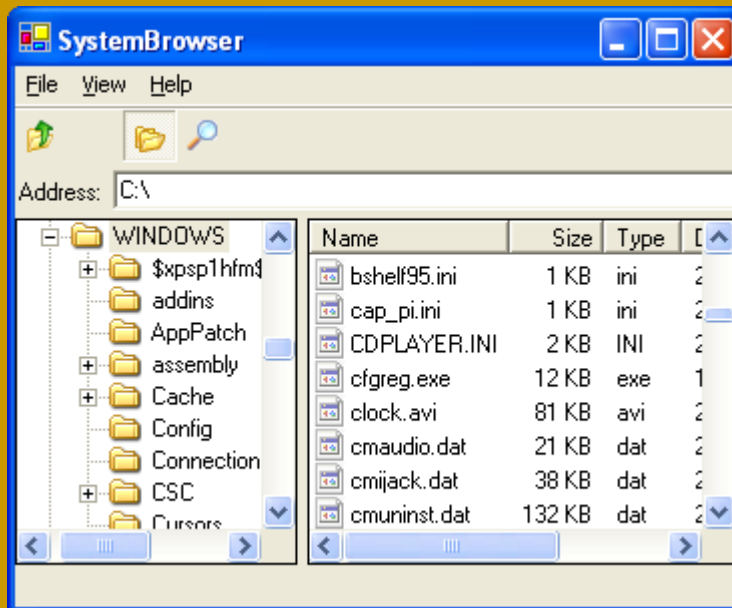 SystemBrowser
File View Help
Address: C:\
WINDOWS
$xpsp1hfm$
addins
AppPatch
assembly
Cache
Config
Connection
CSC
Cursors
Name Size Type
bshelf95.ini 1 KB ini
cap_pi.ini 1 KB ini
CDPLAYER.INI 2 KB INI
cfgreg.exe 12 KB exe
clock.avi 81 KB avi
cmaudio.dat 21 KB dat
cmijack.dat 38 KB dat
cmuninst.dat 132 KB dat